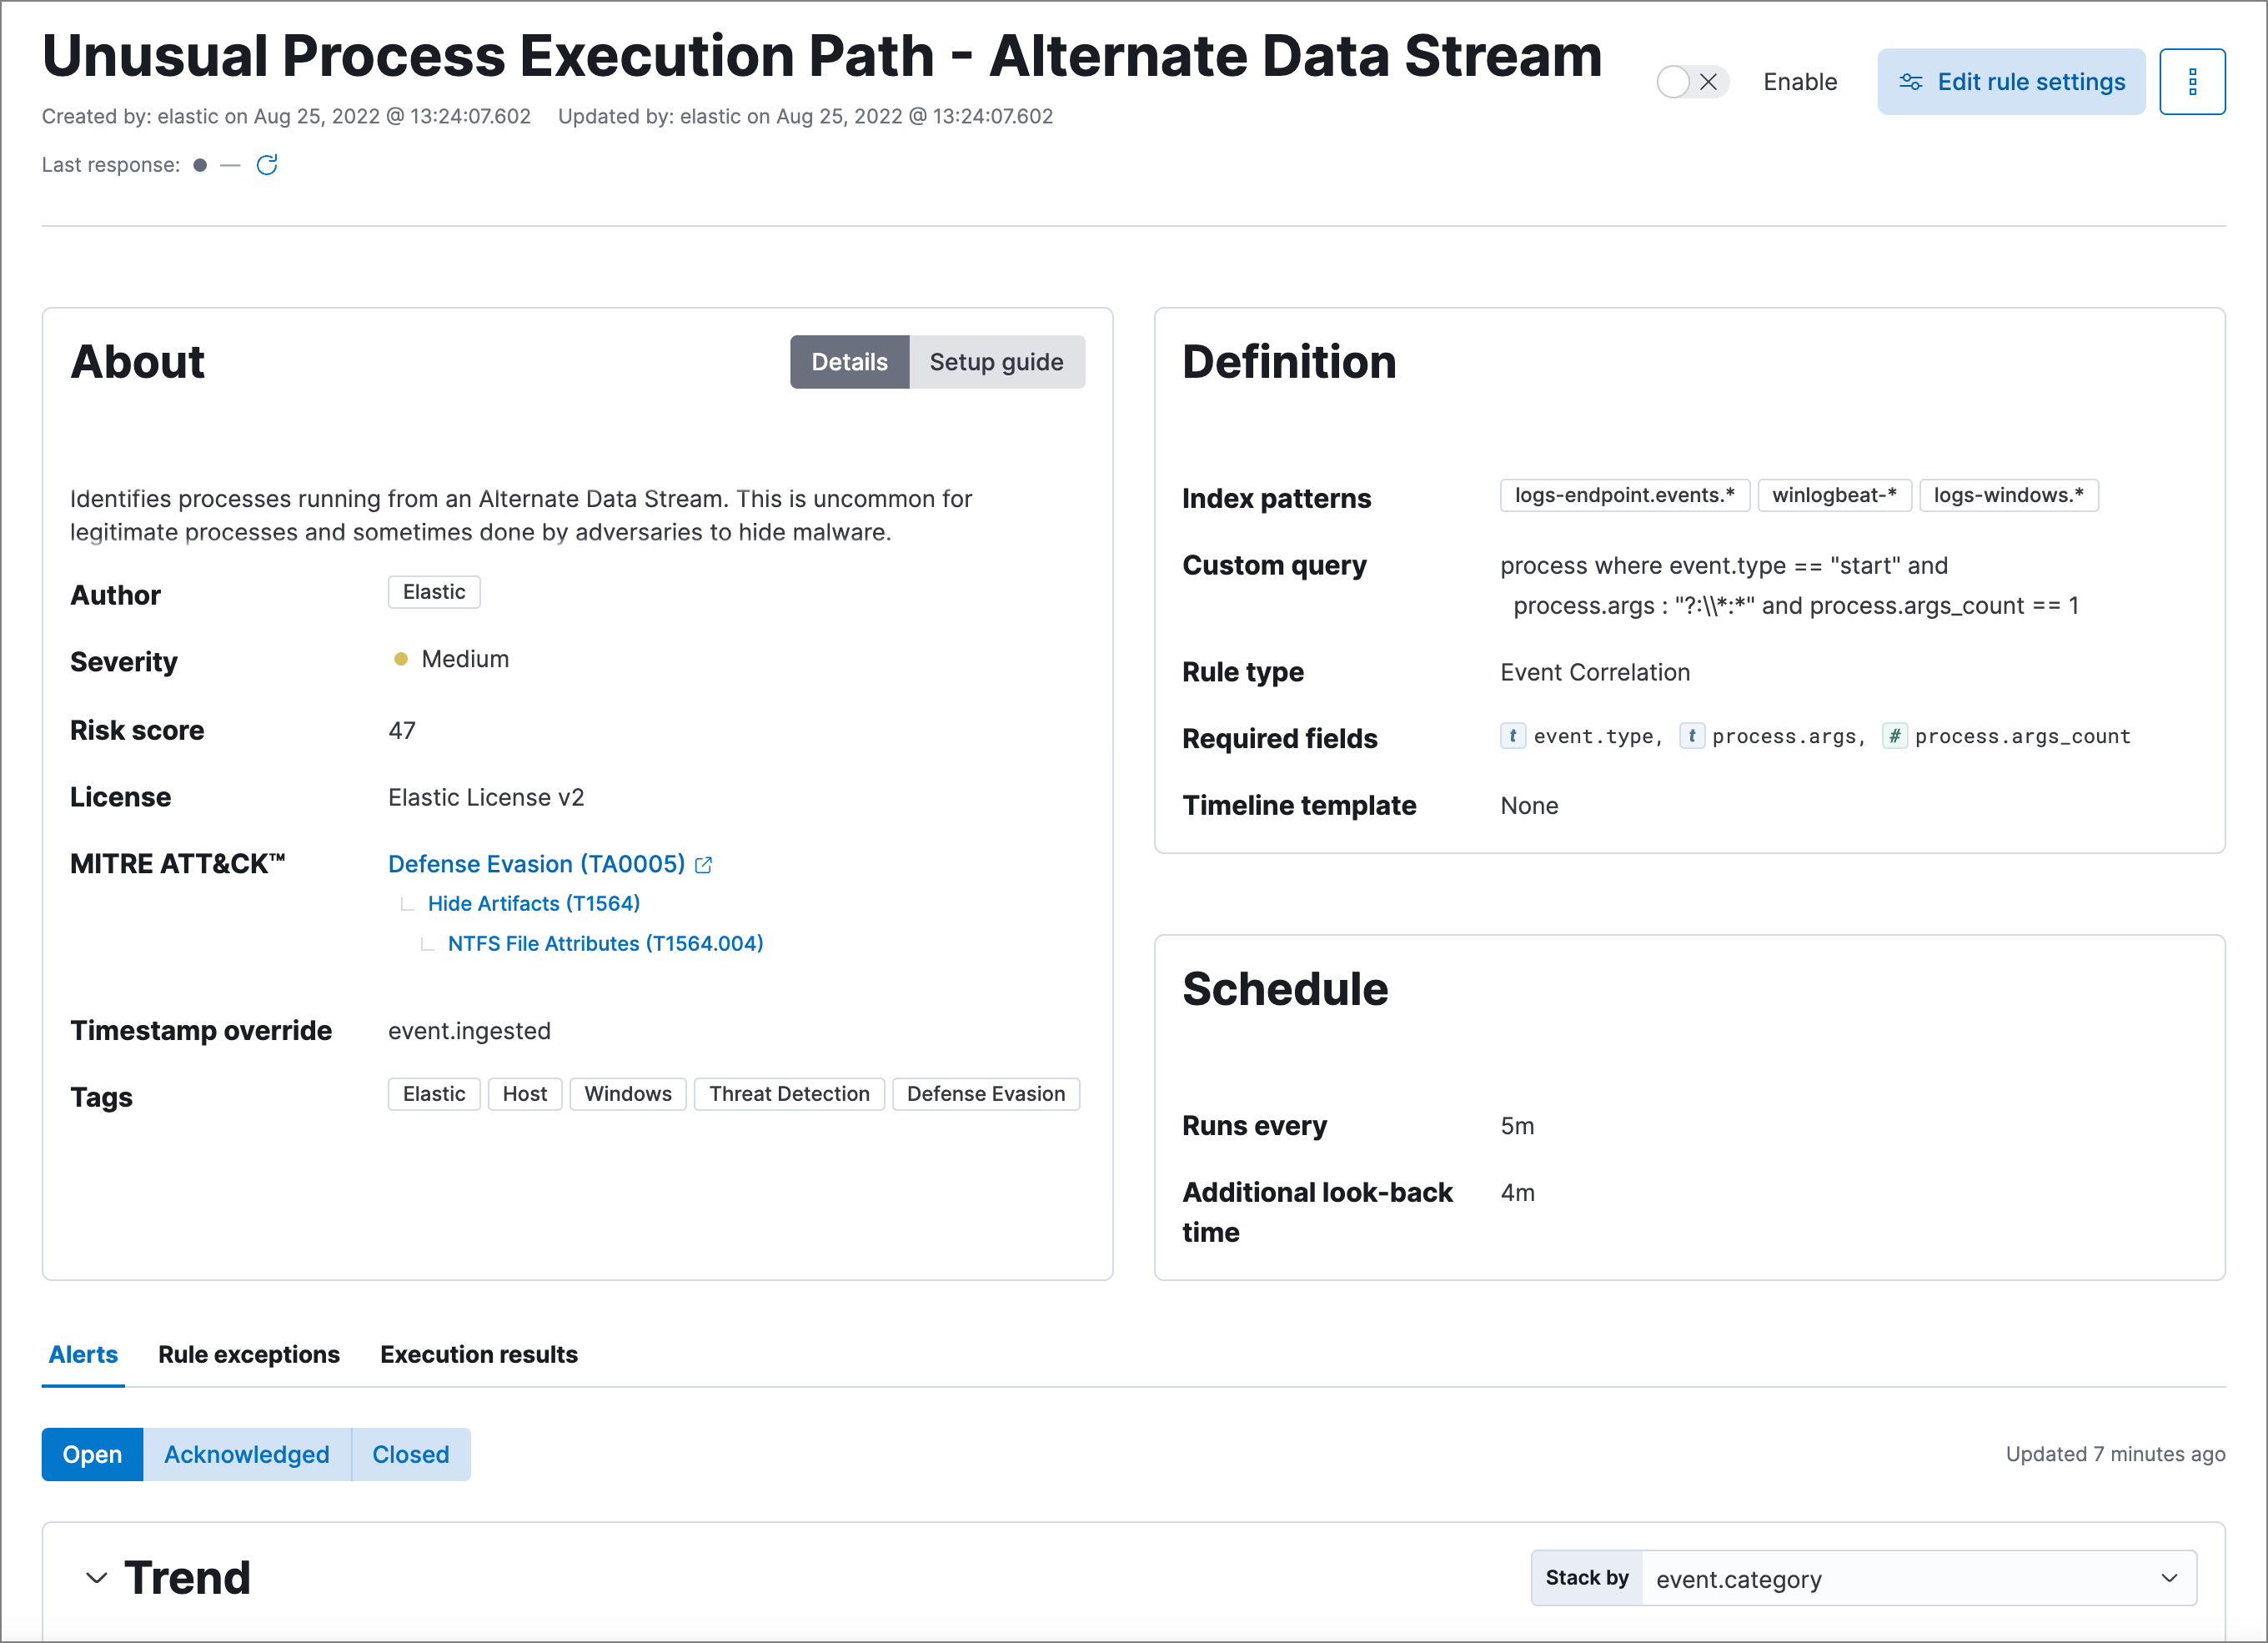 Unusual Process Execution Path - Alternate Data Stream
Enable
Edit rule settings
Created by: elastic on Aug 25, 2022 @ 13:24:07.602 Updated by: elastic on Aug 25, 2022 @ 13:24:07.602
Last response: —
About
Details
Setup guide
Identifies processes running from an Alternate Data Stream. This is uncommon for
legitimate processes and sometimes done by adversaries to hide malware.
Author Elastic
Severity Medium
Risk score 47
License Elastic License v2
MITRE ATT&CK™ Defense Evasion (TA0005)
Hide Artifacts (T1564)
NTFS File Attributes (T1564.004)
Timestamp override event.ingested
Tags Elastic Host Windows Threat Detection Defense Evasion
Definition
Index patterns logs-endpoint.events.* winlogbeat-* logs-windows.*
Custom query process where event.type == "start" and
process.args : "?:\\*:*" and process.args_count == 1
Rule type Event Correlation
Required fields t event.type, t process.args, # process.args_count
Timeline template None
Schedule
Runs every 5m
Additional look-back 4m
time
Alerts Rule exceptions Execution results
Open Acknowledged Closed
Updated 7 minutes ago
Trend
Stack by event.category